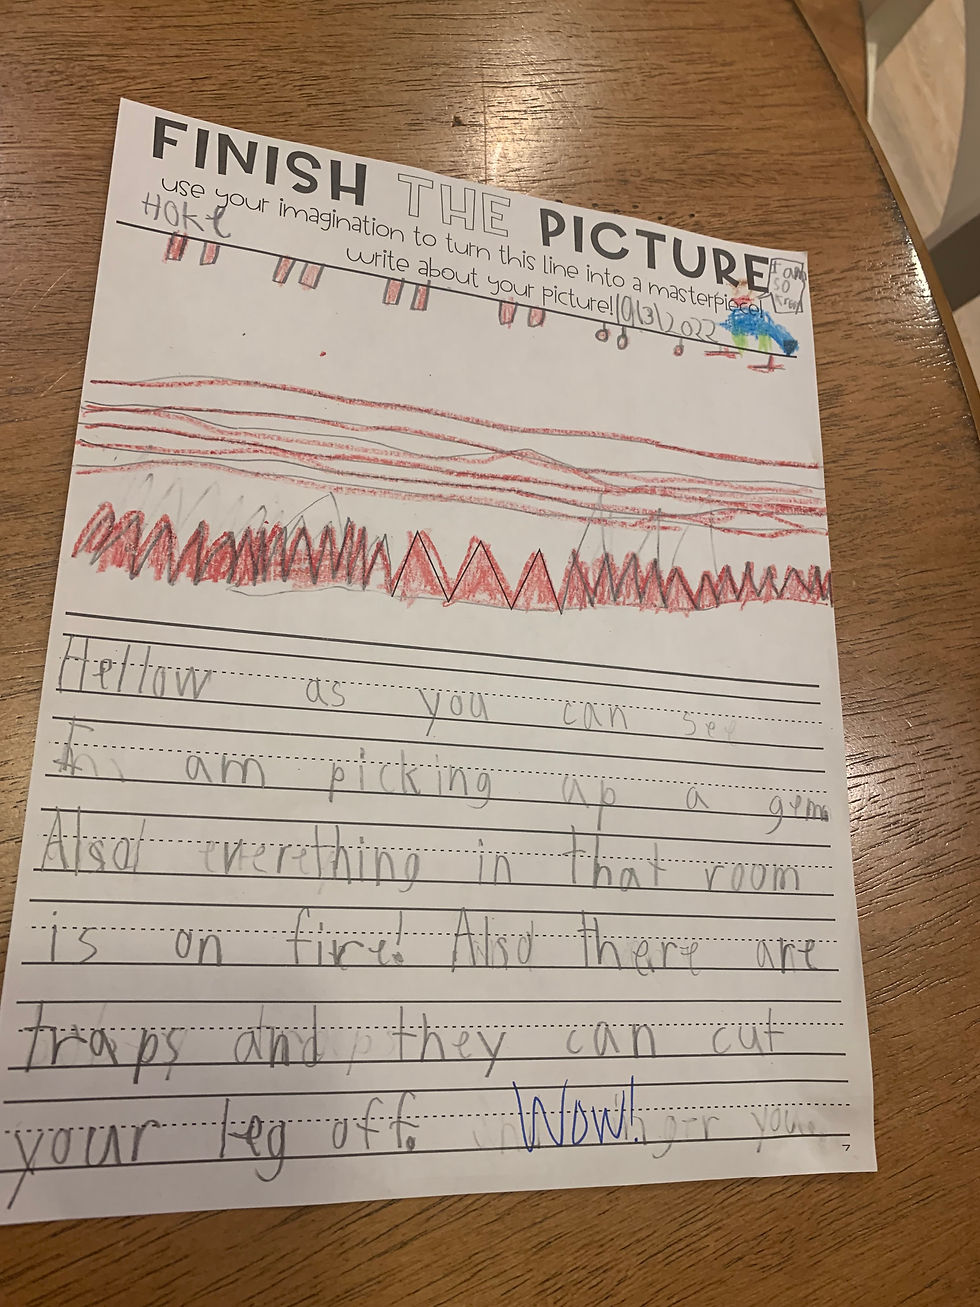 FINISH THE PICTURE
use your imagination to turn this line into a masterpiece!
write about your picture!
HOKE
9/3/2022
I am
so
Hellow as you can see
I am picking up a gem
Also everething in that room
is on fire! Also there are
traps and they can cut
your leg off. Wow!
7